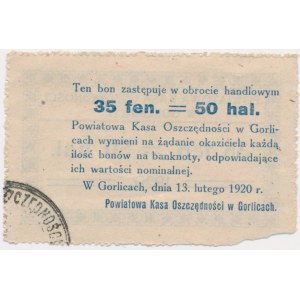 Ten bon zastępuje w obrocie handlowym
35 fen. = 50 hal.
Powiatowa Kasa Oszczędności w Gorli-
cach wymieni na żądanie okaziciela każdą
ilość bonów na banknoty, odpowiadające
ich wartości nominalnej.
W Gorlicach, dnia 13. lutego 1920 r.
Powiatowa Kasa Oszczędności w Gorlicach.